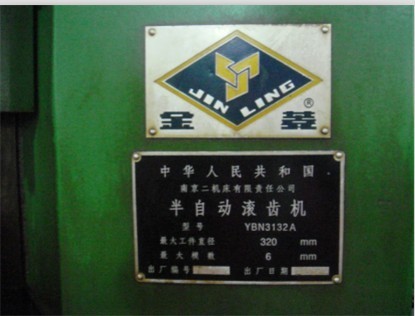 JIN LING
®
金菱
中华人民共和国
南京二机床有限责任公司
半自动滚齿机
型号 YBN3132A
最大工件直径 320 mm
最大模数 6 mm
出厂编号 出厂日期